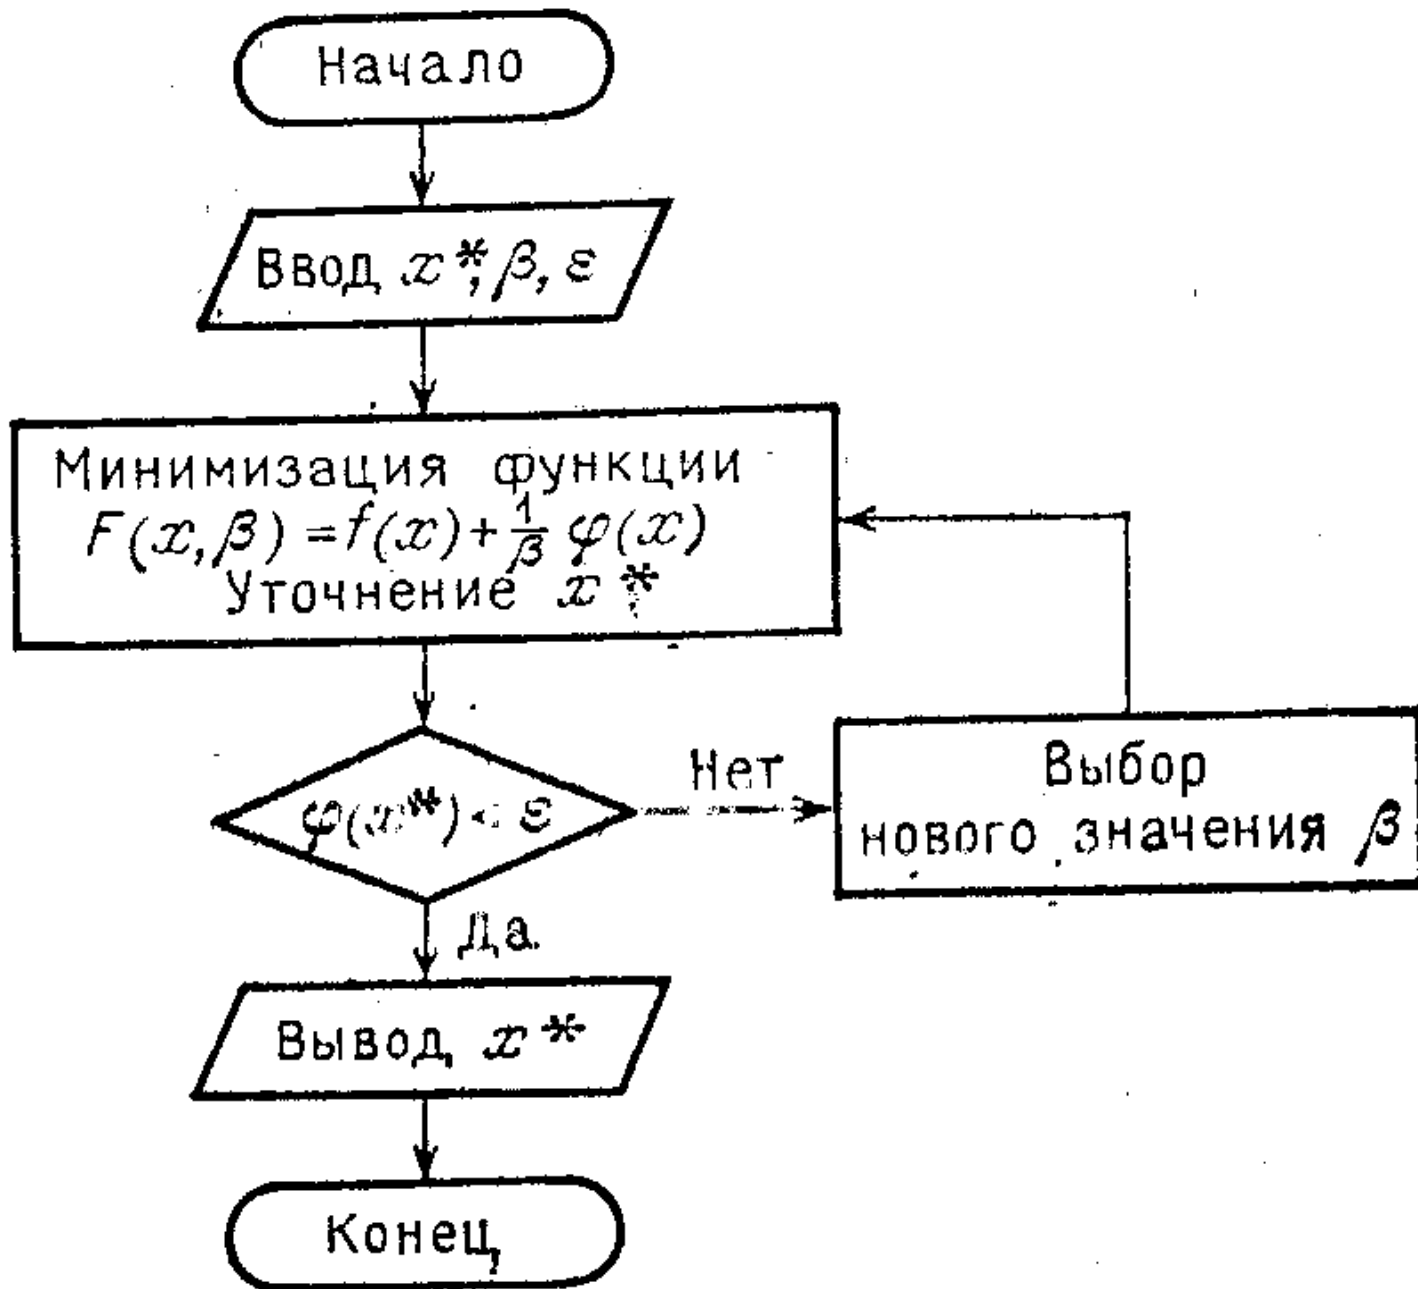 Начало
Ввод x*, β, ε
Минимизация функции
F(x, β) = f(x) + 1/β φ(x)
Уточнение x*
φ(x*) < ε
Нет
Выбор
нового значения β
Да
Вывод x*
Конец